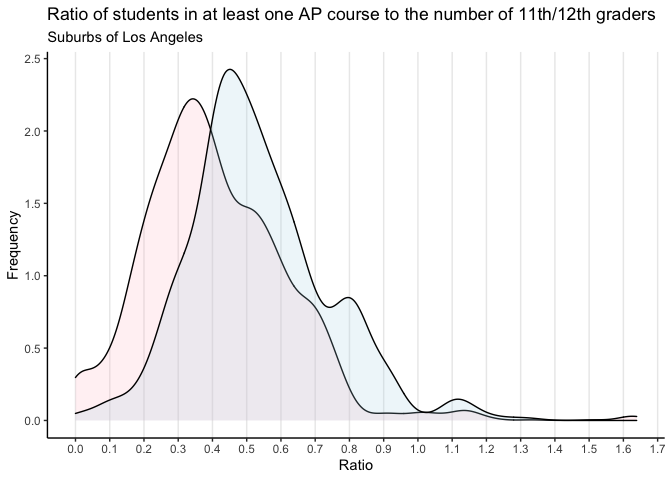 Ratio of students in at least one AP course to the number of 11th/12th graders
Suburbs of Los Angeles
2.5
2.0
1.5
1.0
0.5
0.0
Frequency
0.0 0.1 0.2 0.3 0.4 0.5 0.6 0.7 0.8 0.9 1.0 1.1 1.2 1.3 1.4 1.5 1.6 1.7
Ratio